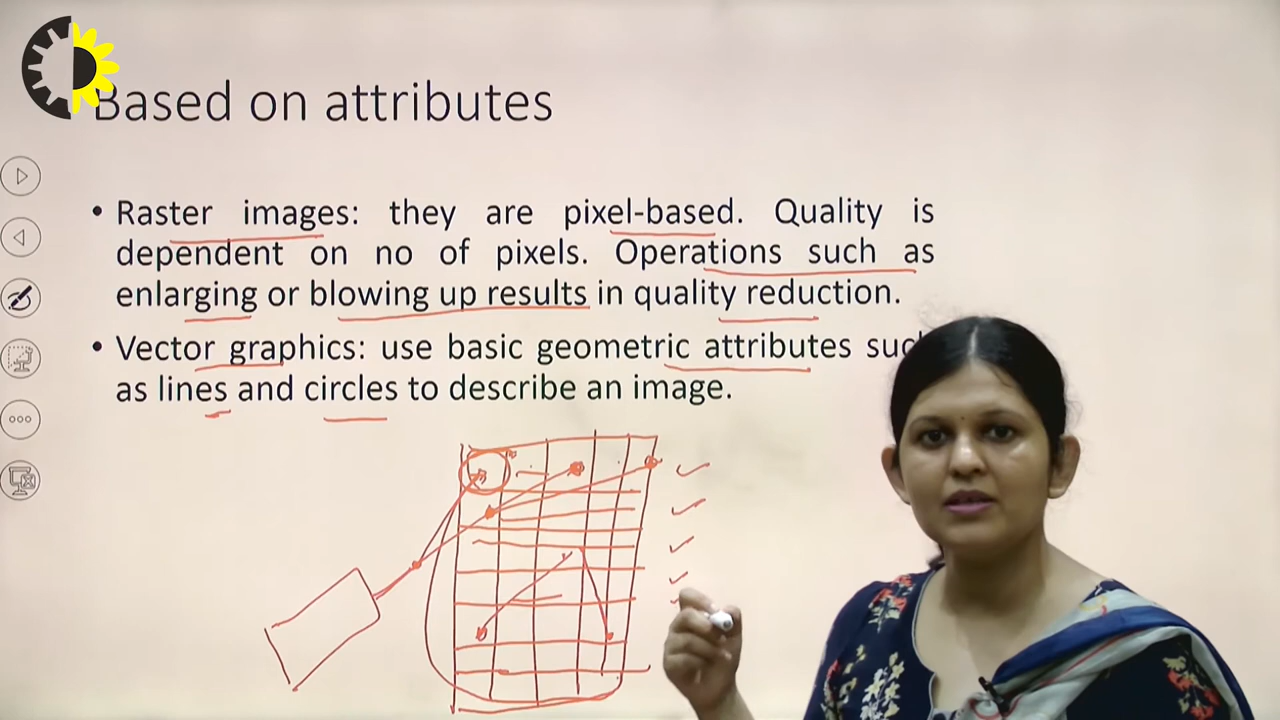 Based on attributes
• Raster images: they are pixel-based. Quality is
dependent on no of pixels. Operations such as
enlarging or blowing up results in quality reduction.
• Vector graphics: use basic geometric attributes such
as lines and circles to describe an image.